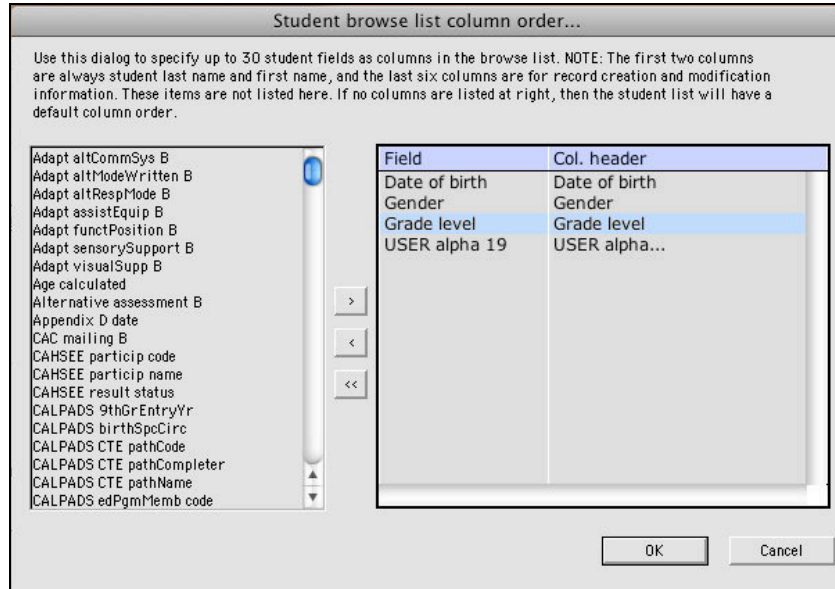 Student browse list column order...
Use this dialog to specify up to 30 student fields as columns in the browse list. NOTE: The first two columns
are always student last name and first name, and the last six columns are for record creation and modification
information. These items are not listed here. If no columns are listed at right, then the student list will have a
default column order.
Adapt altCommSys B
Adapt altModeWritten B
Adapt altRespMode B
Adapt assistEquip B
Adapt functPosition B
Adapt sensorySupport B
Adapt visualSupp B
Age calculated
Alternative assessment B
Appendix D date
CAC mailing B
CAHSEE particip code
CAHSEE particip name
CAHSEE result status
CALPADS 9thGrEntryYr
CALPADS birthSpcCirc
CALPADS CTE pathCode
CALPADS CTE pathCompleter
CALPADS CTE pathName
CALPADS edPgmMemb code
>
<
<<
Field Col. header
Date of birth Date of birth
Gender Gender
Grade level Grade level
USER alpha 19 USER alpha...
OK Cancel